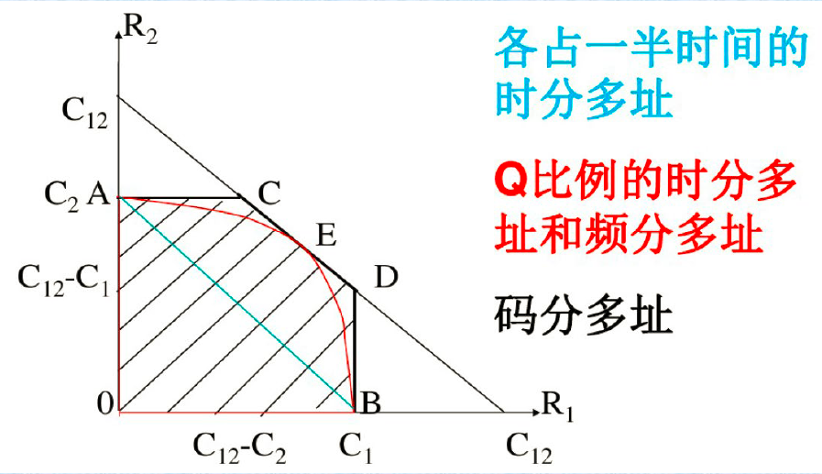 R₂
C₁₂
C₂ A
C
E
C₁₂-C₁
D
0
B
R₁
C₁₂-C₂
C₁
C₁₂
各占一半时间的
时分多址
Q比例的时分多
址和频分多址
码分多址